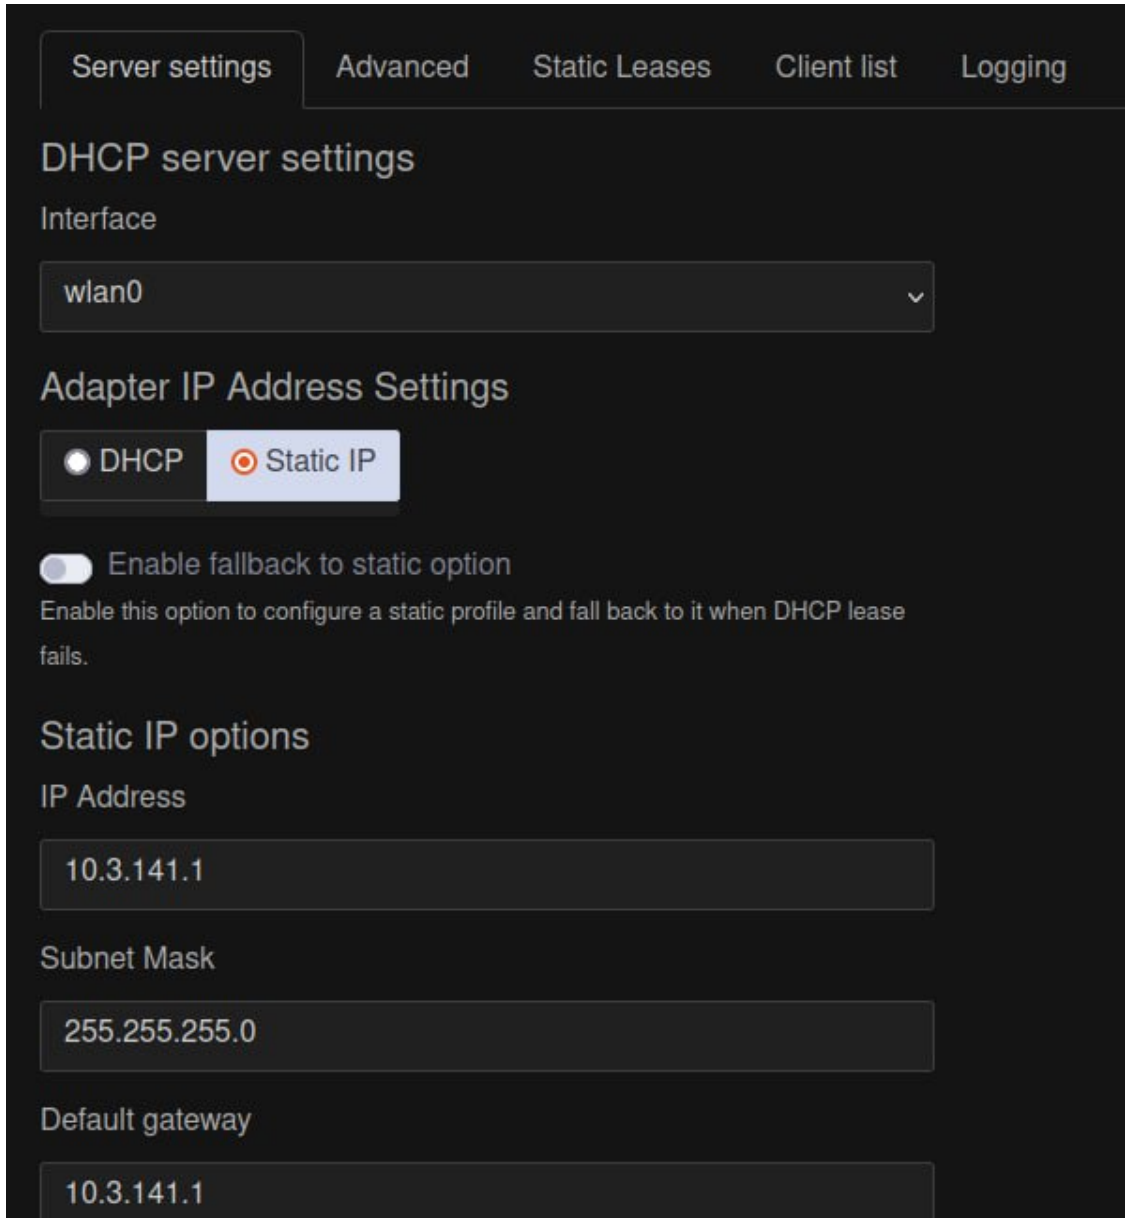 Server settings Advanced Static Leases Client list Logging
DHCP server settings
Interface
wlan0
Adapter IP Address Settings
DHCP Static IP
Enable fallback to static option
Enable this option to configure a static profile and fall back to it when DHCP lease
fails.
Static IP options
IP Address
10.3.141.1
Subnet Mask
255.255.255.0
Default gateway
10.3.141.1